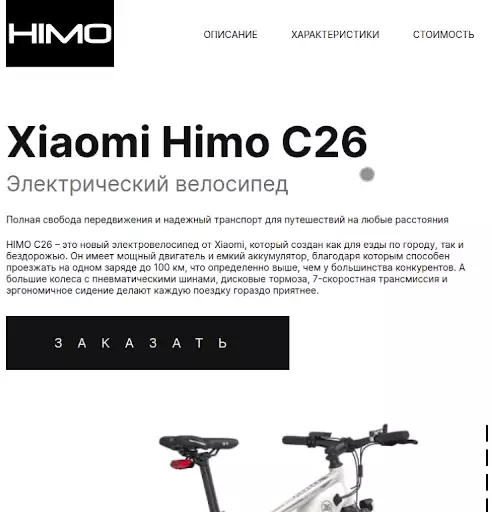 HIMO
ОПИСАНИЕ ХАРАКТЕРИСТИКИ СТОИМОСТЬ
Xiaomi Himo C26
Электрический велосипед
Полная свобода передвижения и надежный транспорт для путешествий на любые расстояния
HIMO C26 – это новый электровелосипед от Xiaomi, который создан как для езды по городу, так и
бездорожью. Он имеет мощный двигатель и емкий аккумулятор, благодаря которым способен
проезжать на одном заряде до 100 км, что определенно выше, чем у большинства конкурентов. А
большие колеса с пневматическими шинами, дисковые тормоза, 7-скоростная трансмиссия и
эргономичное сидение делают каждую поездку гораздо приятнее.
ЗАКАЗАТЬ